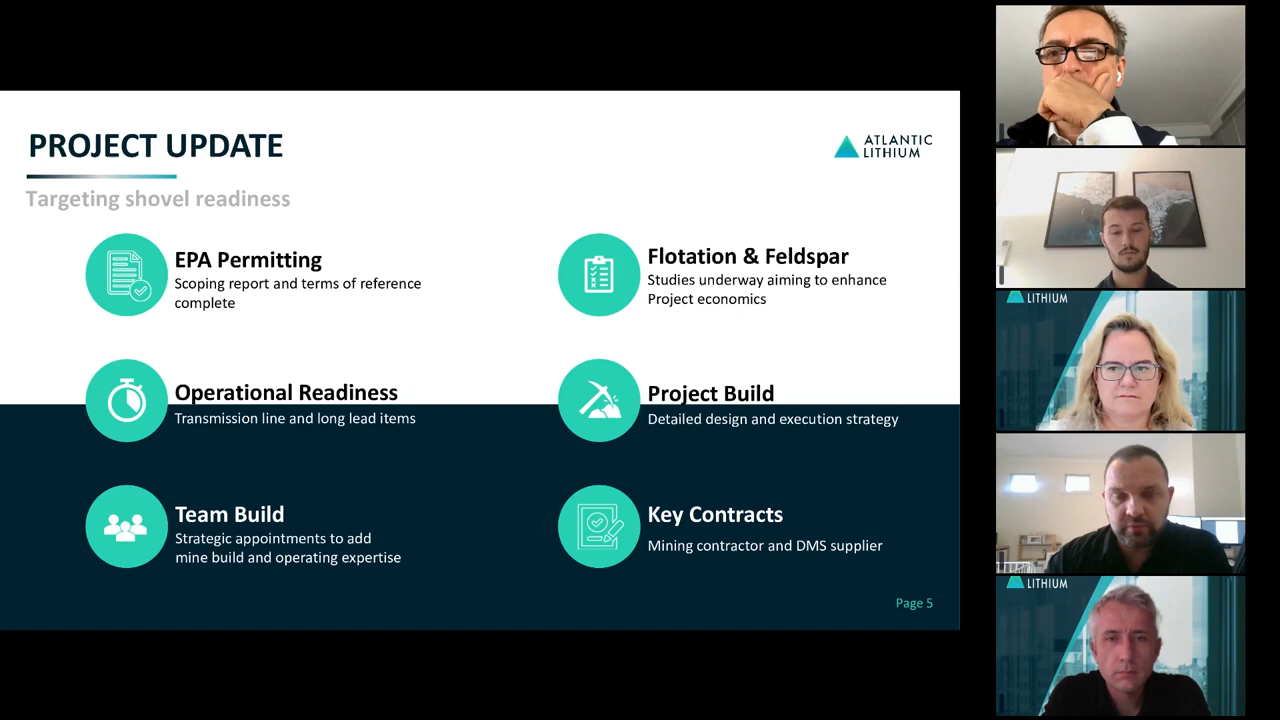 PROJECT UPDATE
ATLANTIC
LITHIUM
Targeting shovel readiness
EPA Permitting
Scoping report and terms of reference
complete
Flotation & Feldspar
Studies underway aiming to enhance
Project economics
Operational Readiness
Transmission line and long lead items
Project Build
Detailed design and execution strategy
Team Build
Strategic appointments to add
mine build and operating expertise
Key Contracts
Mining contractor and DMS supplier
Page 5
LITHIUM
LITHIUM